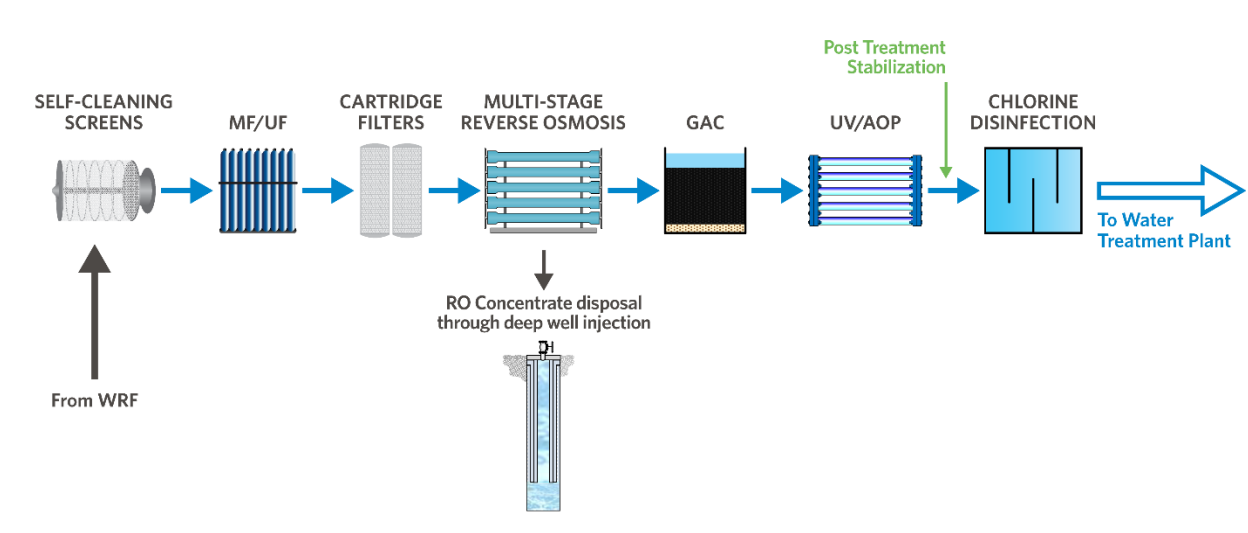 Post Treatment
Stabilization
SELF-CLEANING
SCREENS
MF/UF
CARTRIDGE
FILTERS
MULTI-STAGE
REVERSE OSMOSIS
GAC
UV/AOP
CHLORINE
DISINFECTION
To Water
Treatment Plant
RO Concentrate disposal
through deep well injection
From WRF